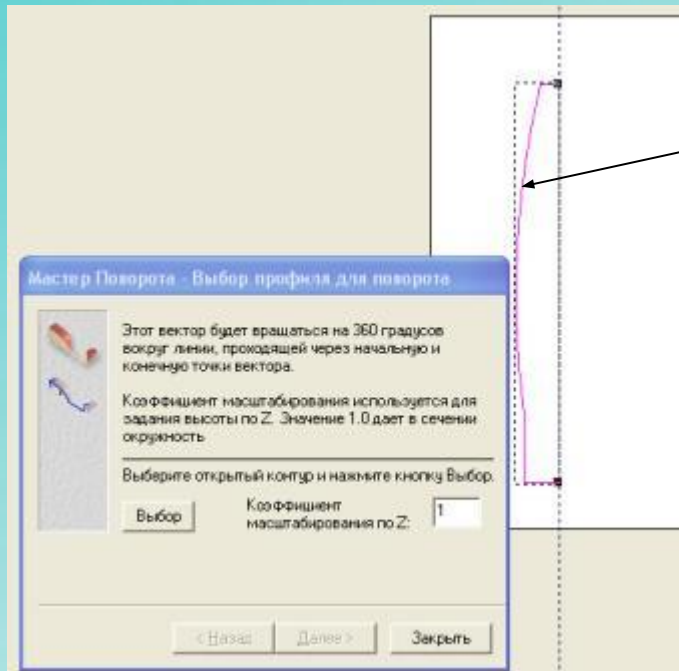 Мастер Поворота - Выбор профиля для поворота
Этот вектор будет вращаться на 360 градусов
вокруг линии, проходящей через начальную и
конечную точки вектора.
Коэффициент масштабирования используется для
задания высоты по Z. Значение 1.0 дает в сечении
окружность
Выберите открытый контур и нажмите кнопку Выбор.
Выбор
Коэффициент
масштабирования по Z:
1
< Назад
Далее >
Закрыть